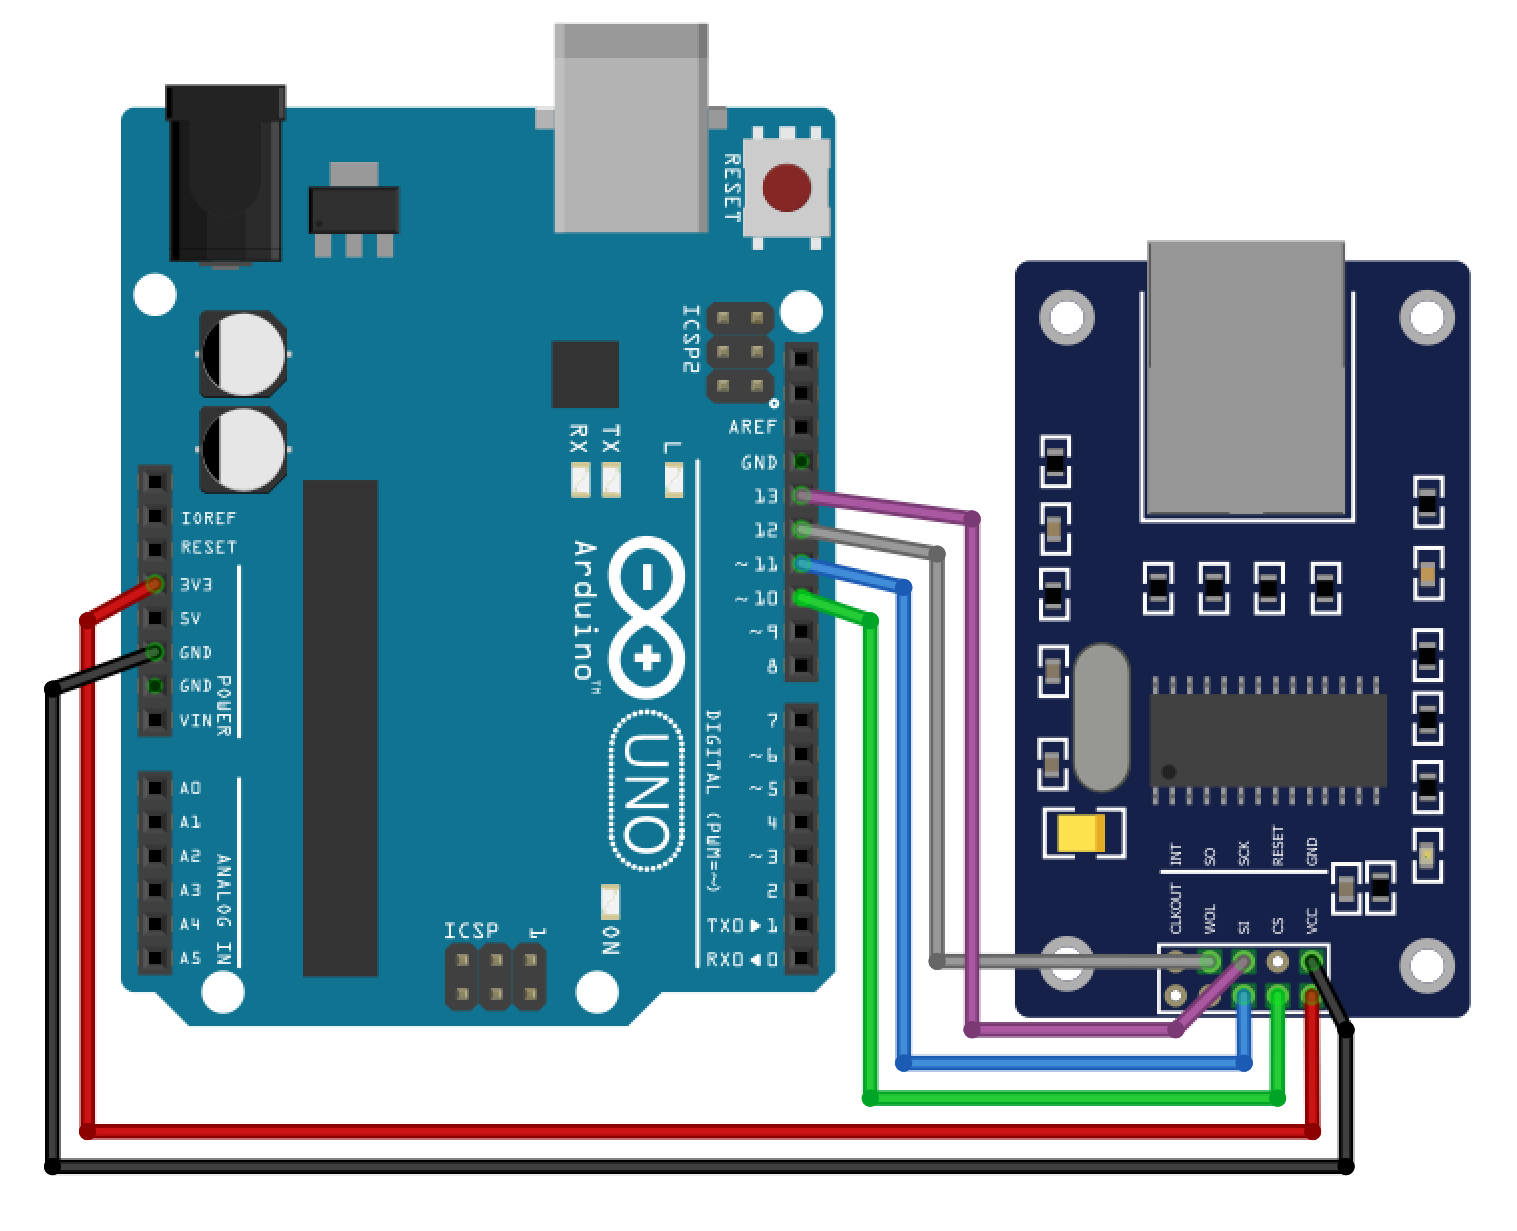 RESET
ICSP2
AREF
GND
13
12
~11
~10
~9
8
RX
TX
L
IOREF
RESET
3V3
5V
GND
GND
VIN
POWER
Arduino™
UNO
A0
A1
A2
A3
A4
A5
ANALOG IN
7
~6
~5
4
~3
2
TX0▶1
RX0◀0
DIGITAL (PWM=~)
ON
ICSP
1
INT
SO
SCK
RESET
GND
CLKOUT
WOL
SI
CS
VCC